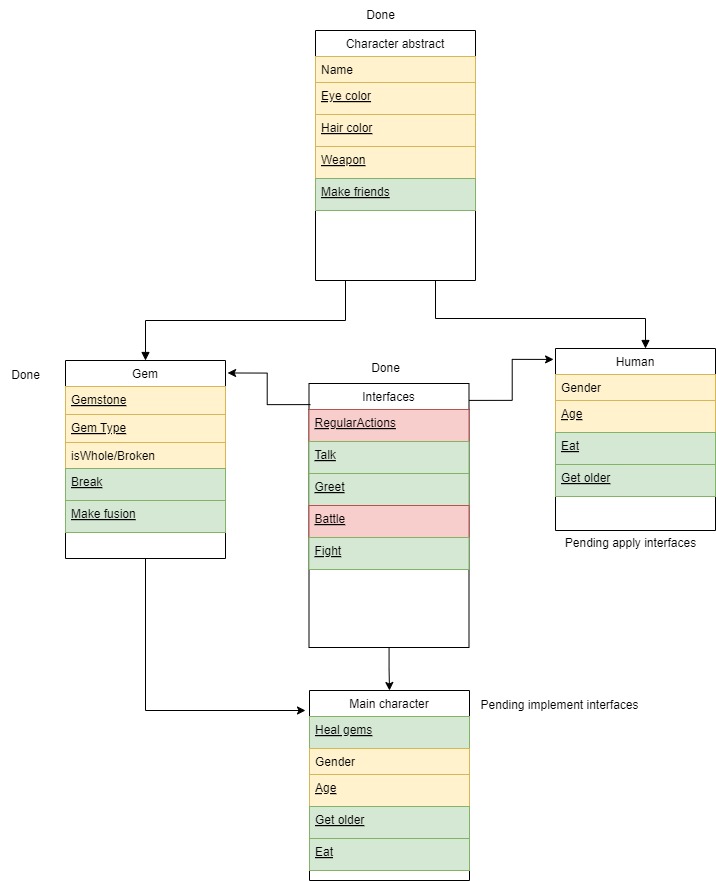 Done
Character abstract
Name
Eye color
Hair color
Weapon
Make friends
Done
Gem
Gemstone
Gem Type
isWhole/Broken
Break
Make fusion
Done
Interfaces
RegularActions
Talk
Greet
Battle
Fight
Human
Gender
Age
Eat
Get older
Pending apply interfaces
Main character
Pending implement interfaces
Heal gems
Gender
Age
Get older
Eat